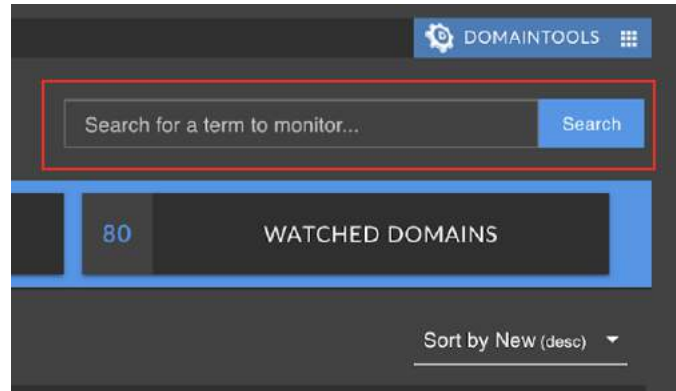 DOMAINTOOLS
Search for a term to monitor... Search
80 WATCHED DOMAINS
Sort by New (desc)